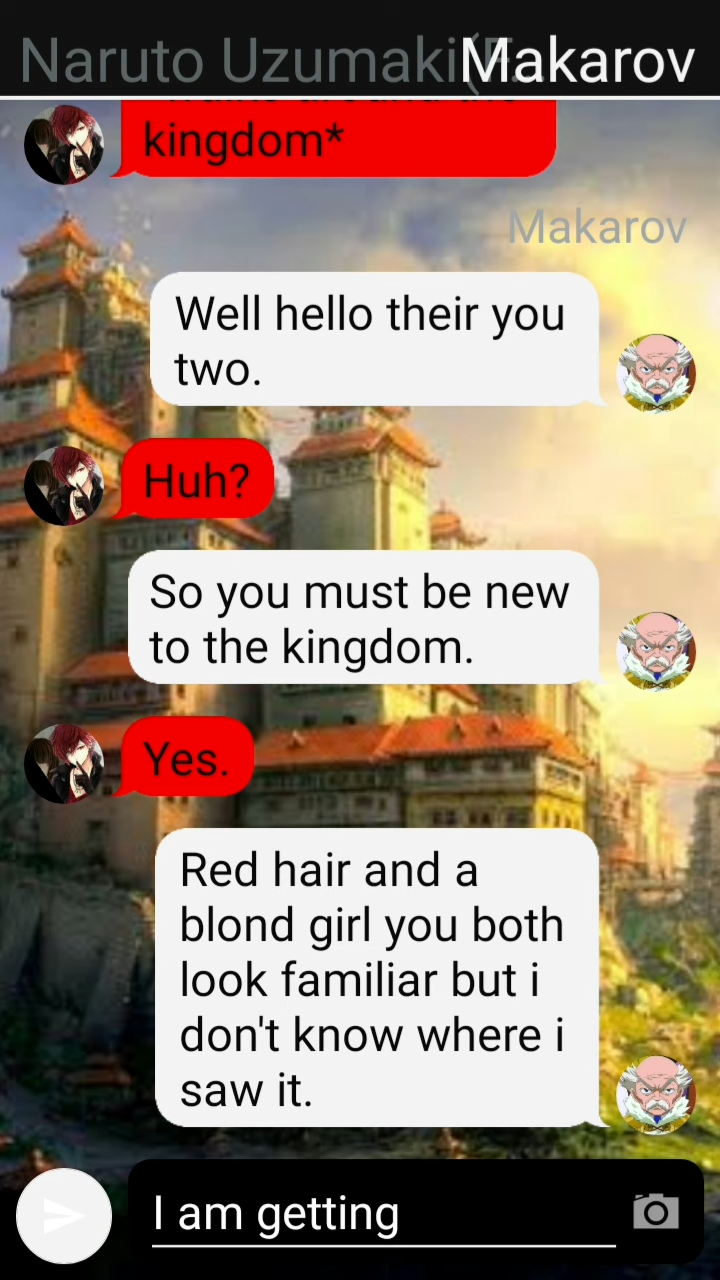 Naruto Uzumaki(F... Makarov
kingdom*
Makarov
Well hello their you
two.
Huh?
So you must be new
to the kingdom.
Yes.
Red hair and a
blond girl you both
look familiar but i
don't know where i
saw it.
I am getting